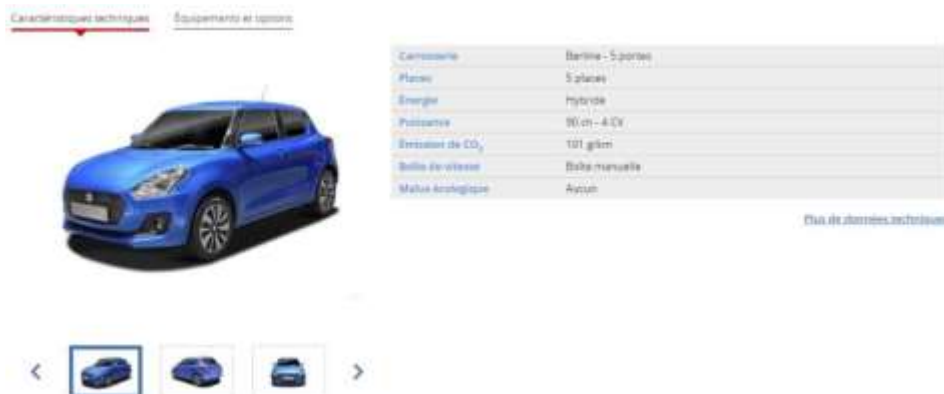 Caractéristiques techniques
Équipements et options
Carrosserie Berline - 5 portes
Places 5 places
Energie Hybride
Puissance 90 ch - 4 CV
Emission de CO₂ 101 g/km
Boîte de vitesse Boîte manuelle
Malus écologique Aucun
Plus de données techniques